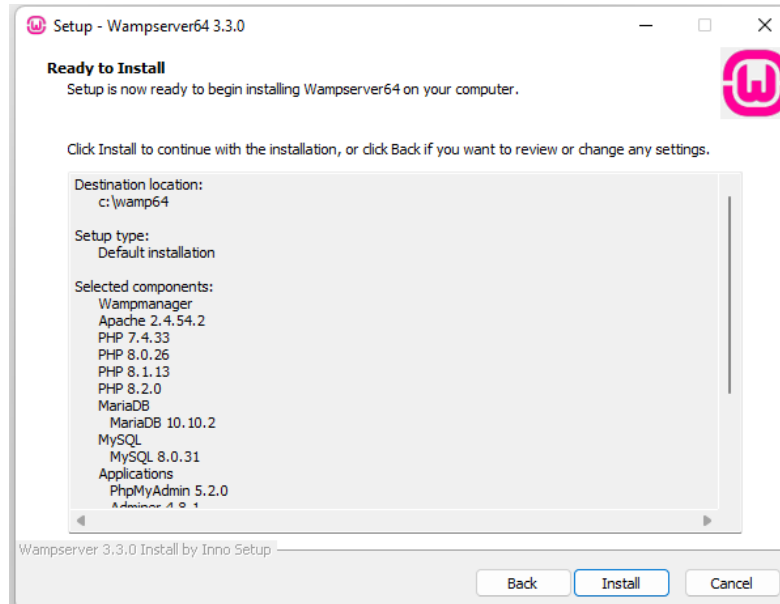 Setup - Wampserver64 3.3.0
Ready to Install
Setup is now ready to begin installing Wampserver64 on your computer.
Click Install to continue with the installation, or click Back if you want to review or change any settings.
Destination location:
c:\wamp64
Setup type:
Default installation
Selected components:
Wampmanager
Apache 2.4.54.2
PHP 7.4.33
PHP 8.0.26
PHP 8.1.13
PHP 8.2.0
MariaDB
MariaDB 10.10.2
MySQL
MySQL 8.0.31
Applications
PhpMyAdmin 5.2.0
Adminer 4.8.1
Wampserver 3.3.0 Install by Inno Setup
Back Install Cancel